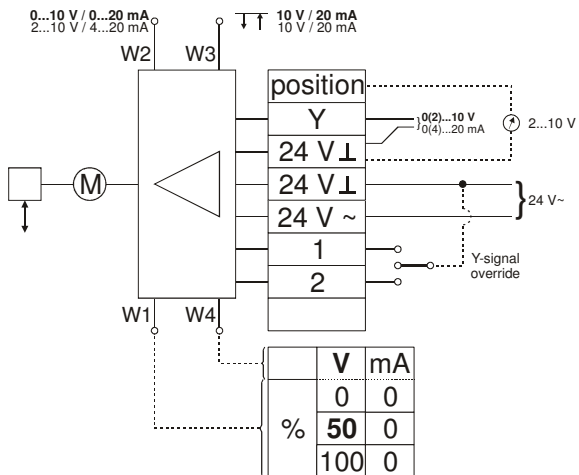 0...10 V / 0...20 mA
2...10 V / 4...20 mA
10 V / 20 mA
10 V / 20 mA
W2
W3
position
Y
0(2)...10 V
0(4)...20 mA
2...10 V
24 V ⊥
24 V ⊥
24 V ~
24 V~
M
1
2
Y-signal
override
W1
W4
V mA
0 0
% 50 0
100 0